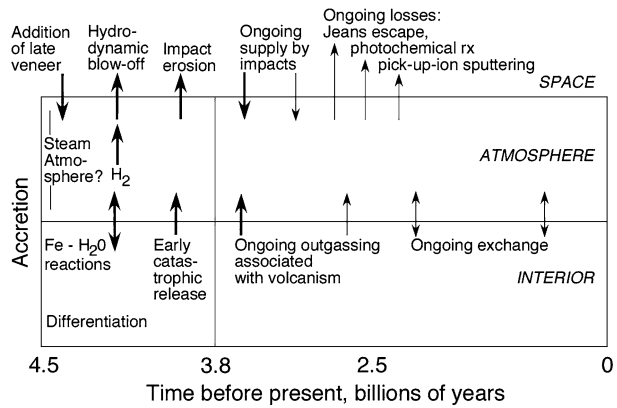 Addition
of late
veneer
Hydro-
dynamic
blow-off
Impact
erosion
Ongoing
supply by
impacts
Ongoing losses:
Jeans escape,
photochemical rx
pick-up-ion sputtering
SPACE
Steam
Atmo-
sphere?
H2
ATMOSPHERE
Accretion
Fe - H20
reactions
Early
catas-
trophic
release
Ongoing outgassing
associated
with volcanism
Ongoing exchange
INTERIOR
Differentiation
4.5
3.8
2.5
0
Time before present, billions of years